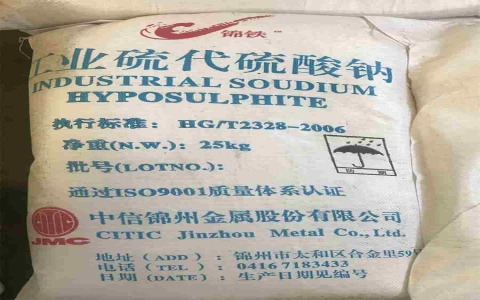 锦铁™
工业硫代硫酸钠
INDUSTRIAL SOUDIUM
HYPOSULPHITE
执行标准: HG/T2328-2006
净重(N.W.): 25kg
批号(LOTNO.):
通过ISO9001质量体系认证
JMC
中信锦州金属股份有限公司
CITIC Jinzhou Metal Co., Ltd.
地址(ADD): 锦州市太和区合金里59
电话(TEL): 0416 7183433
日期(DATE): 生产日期见编号